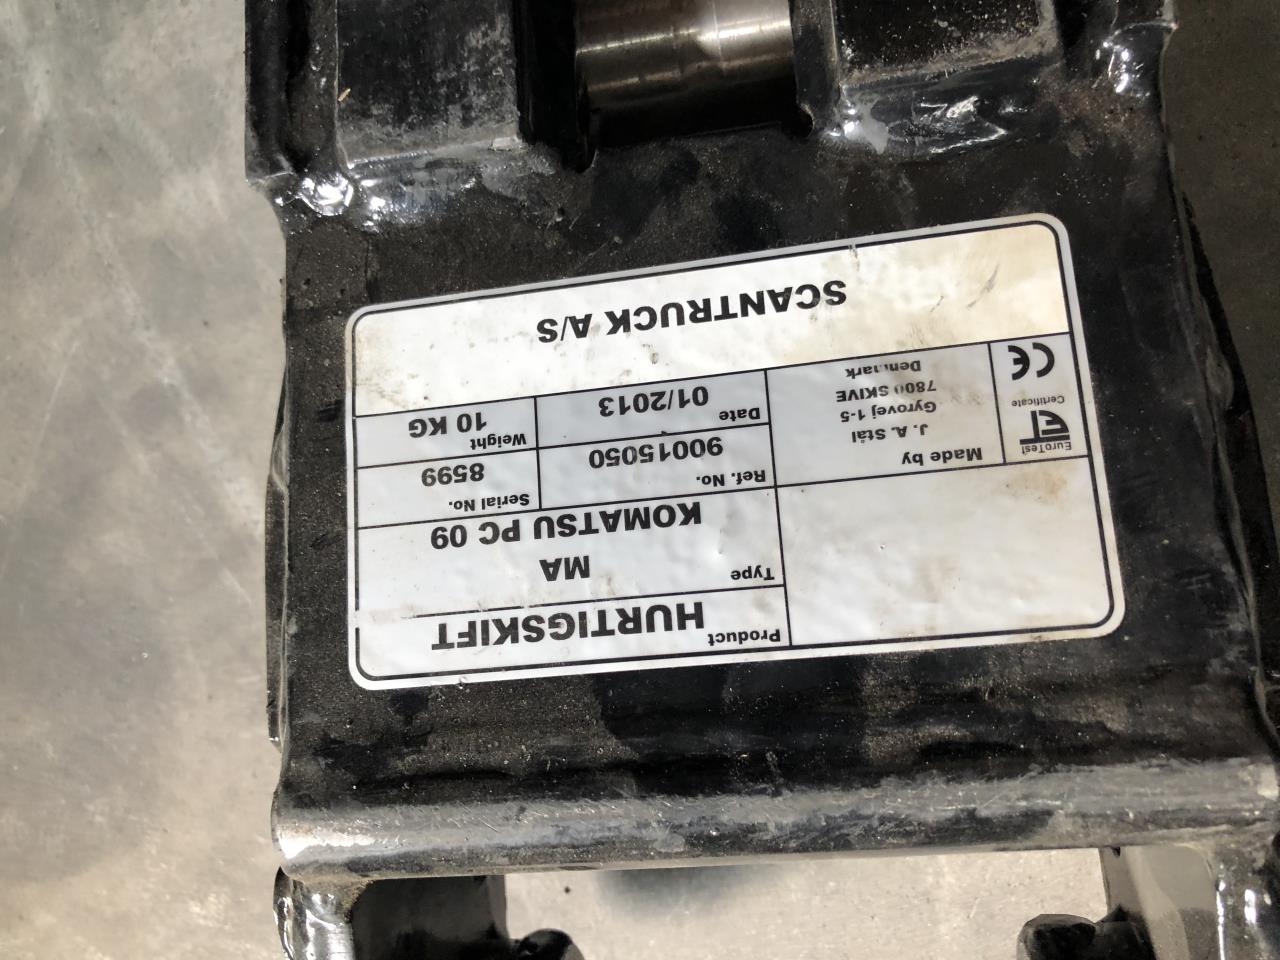 Product HURTIGSKIFT
Type MA
KOMATSU PC 09
Ref. No. 90015050
Serial No. 8599
Date 01/2013
Weight 10 KG
EuroTest
ET
Certificate
CE
Made by
J. A. Stål
Gyrovej 1-5
7800 SKIVE
Denmark
SCANTRUCK A/S